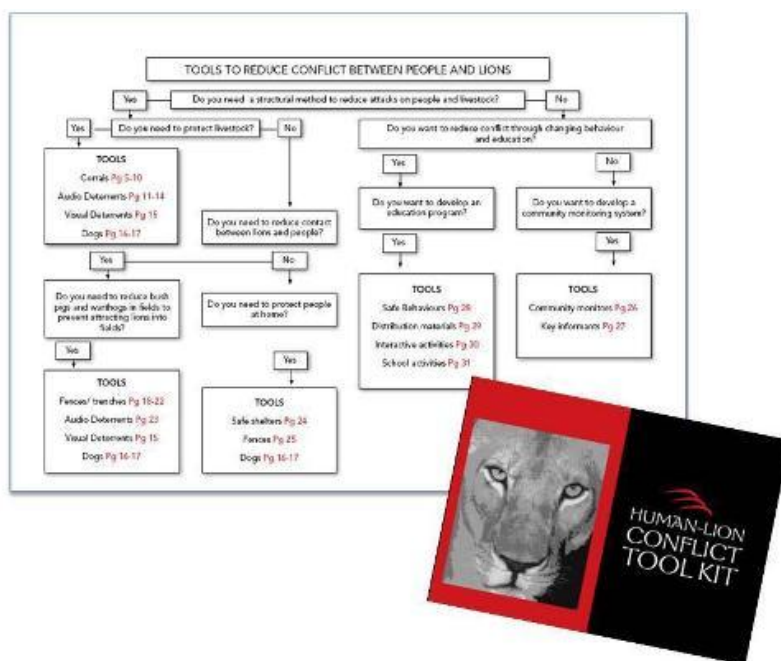 TOOLS TO REDUCE CONFLICT BETWEEN PEOPLE AND LIONS
Yes
Do you need a structural method to reduce attacks on people and livestock?
No
Yes
Do you need to protect livestock?
No
Do you want to reduce conflict through changing behaviour
and education?
TOOLS
Corrals Pg 5-10
Audio Deterrents Pg 11-14
Visual Deterrents Pg 15
Dogs Pg 16-17
Yes
No
Do you need to reduce contact
between lions and people?
Do you want to develop an
education program?
Do you want to develop a
community monitoring system?
Yes
No
Yes
Yes
Do you need to reduce bush
pigs and warthogs in fields to
prevent attracting lions into
fields?
Do you need to protect people
at home?
TOOLS
Safe Behaviours Pg 28
Distribution materials Pg 29
Interactive activities Pg 30
School activities Pg 31
TOOLS
Community monitors Pg 26
Key informants Pg 27
Yes
Yes
TOOLS
Fences/ trenches Pg 18-22
Audio Deterrents Pg 23
Visual Deterrents Pg 15
Dogs Pg 16-17
TOOLS
Safe shelters Pg 24
Fences Pg 25
Dogs Pg 16-17
HUMAN-LION
CONFLICT
TOOL KIT